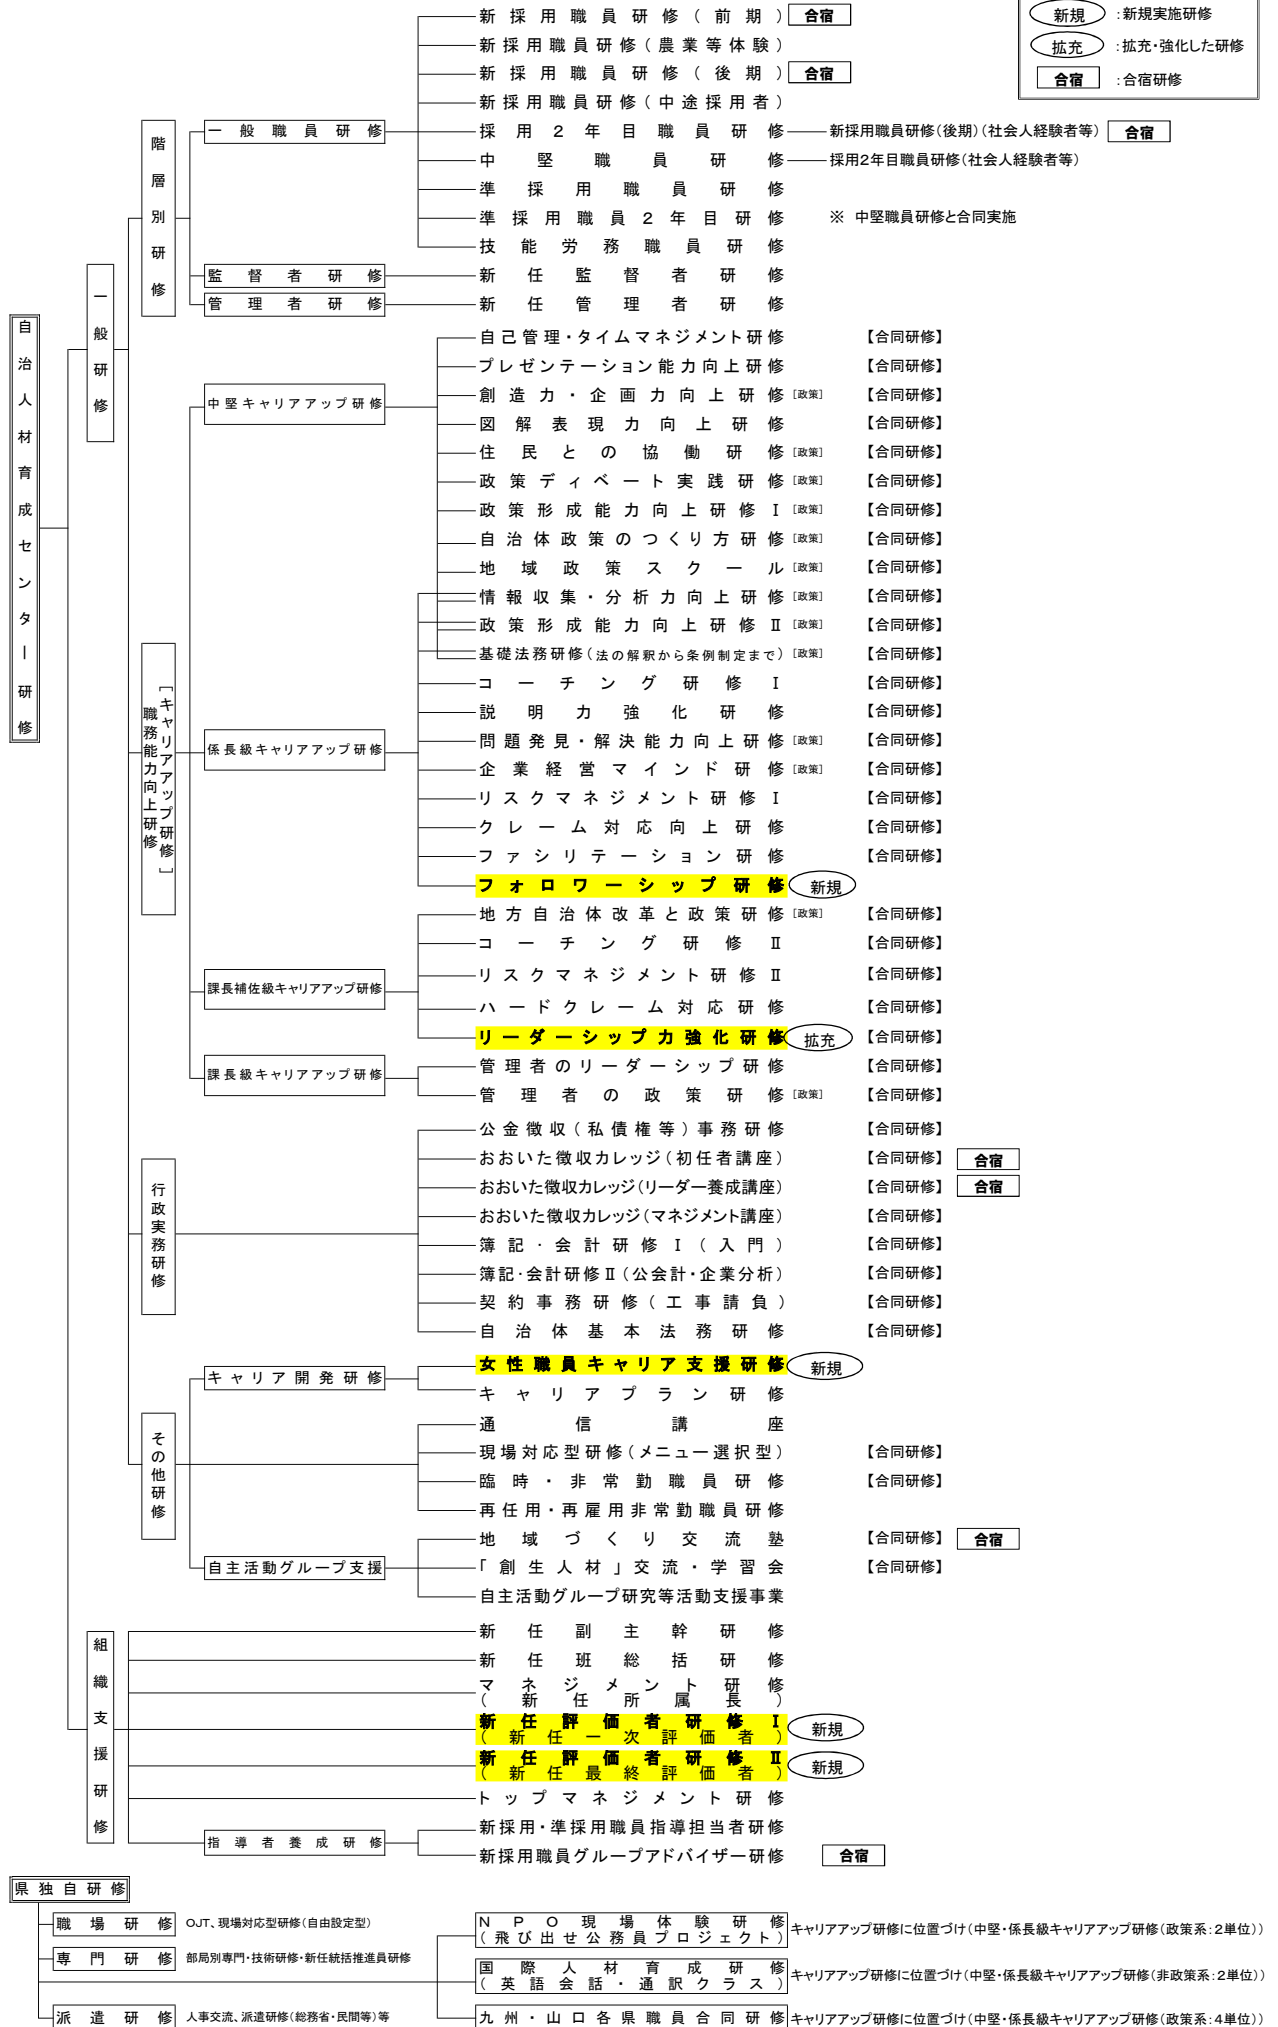 新規 ：新規実施研修
拡充 ：拡充・強化した研修
合宿 ：合宿研修
自治人材育成センター研修
一般研修
階層別研修
一般職員研修
新採用職員研修（前期） 合宿
新採用職員研修（農業等体験）
新採用職員研修（後期） 合宿
新採用職員研修（中途採用者）
採用２年目職員研修 新採用職員研修(後期)(社会人経験者等) 合宿
中堅職員研修 採用2年目職員研修(社会人経験者等)
準採用職員研修
準採用職員２年目研修 ※ 中堅職員研修と合同実施
技能労務職員研修
監督者研修 新任監督者研修
管理者研修 新任管理者研修
［キャリアアップ研修］
職務能力向上研修
中堅キャリアアップ研修
自己管理・タイムマネジメント研修 【合同研修】
プレゼンテーション能力向上研修 【合同研修】
創造力・企画力向上研修 [政策] 【合同研修】
図解表現力向上研修 【合同研修】
住民との協働研修 [政策] 【合同研修】
政策ディベート実践研修 [政策] 【合同研修】
政策形成能力向上研修Ⅰ [政策] 【合同研修】
自治体政策のつくり方研修 [政策] 【合同研修】
地域政策スクール [政策] 【合同研修】
情報収集・分析力向上研修 [政策] 【合同研修】
政策形成能力向上研修Ⅱ [政策] 【合同研修】
基礎法務研修（法の解釈から条例制定まで） [政策] 【合同研修】
係長級キャリアアップ研修
コーチング研修Ⅰ 【合同研修】
説明力強化研修 【合同研修】
問題発見・解決能力向上研修 [政策] 【合同研修】
企業経営マインド研修 [政策] 【合同研修】
リスクマネジメント研修Ⅰ 【合同研修】
クレーム対応向上研修 【合同研修】
ファシリテーション研修 【合同研修】
フォロワーシップ研修 新規
課長補佐級キャリアアップ研修
地方自治体改革と政策研修 [政策] 【合同研修】
コーチング研修Ⅱ 【合同研修】
リスクマネジメント研修Ⅱ 【合同研修】
ハードクレーム対応研修 【合同研修】
リーダーシップ力強化研修 拡充 【合同研修】
課長級キャリアアップ研修
管理者のリーダーシップ研修 【合同研修】
管理者の政策研修 [政策] 【合同研修】
行政実務研修
公金徴収（私債権等）事務研修 【合同研修】
おおいた徴収カレッジ（初任者講座） 【合同研修】 合宿
おおいた徴収カレッジ（リーダー養成講座） 【合同研修】 合宿
おおいた徴収カレッジ（マネジメント講座） 【合同研修】
簿記・会計研修Ⅰ（入門） 【合同研修】
簿記・会計研修Ⅱ（公会計・企業分析） 【合同研修】
契約事務研修（工事請負） 【合同研修】
自治体基本法務研修 【合同研修】
その他研修
キャリア開発研修
女性職員キャリア支援研修 新規
キャリアプラン研修
通信講座
現場対応型研修（メニュー選択型） 【合同研修】
臨時・非常勤職員研修 【合同研修】
再任用・再雇用非常勤職員研修
自主活動グループ支援
地域づくり交流塾 【合同研修】 合宿
「創生人材」交流・学習会 【合同研修】
自主活動グループ研究等活動支援事業
組織支援研修
新任副主幹研修
新任班総括研修
マネジメント研修
（新任所属長）
新任評価者研修Ⅰ 新規
（新任一次評価者）
新任評価者研修Ⅱ 新規
（新任最終評価者）
トップマネジメント研修
指導者養成研修
新採用・準採用職員指導担当者研修
新採用職員グループアドバイザー研修 合宿
県独自研修
職場研修 OJT、現場対応型研修（自由設定型）
専門研修 部局別専門・技術研修・新任統括推進員研修
派遣研修 人事交流、派遣研修（総務省・民間等）等
ＮＰＯ現場体験研修
（飛び出せ公務員プロジェクト） キャリアアップ研修に位置づけ（中堅・係長級キャリアアップ研修（政策系：2単位））
国際人材育成研修
（英語会話・通訳クラス） キャリアアップ研修に位置づけ（中堅・係長級キャリアアップ研修（非政策系：2単位））
九州・山口各県職員合同研修 キャリアアップ研修に位置づけ（中堅・係長級キャリアアップ研修（政策系：4単位））